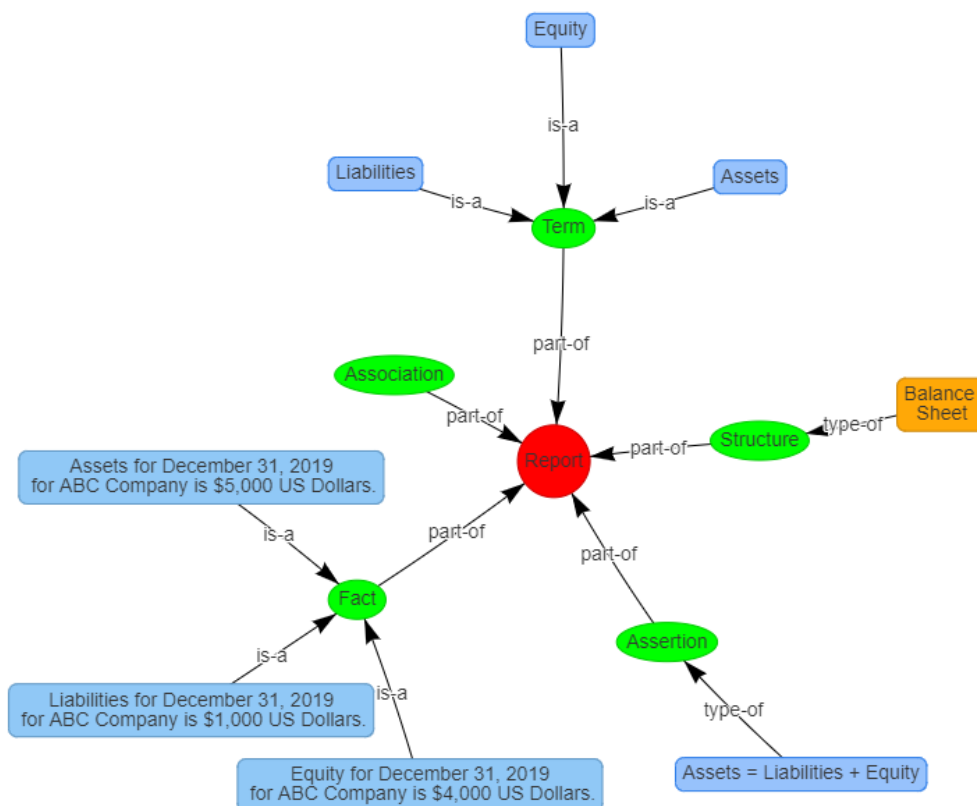 Equity
is-a
Liabilities
Assets
is-a
is-a
Term
part-of
Association
part-of
Balance
Sheet
type-of
Structure
part-of
Report
Assets for December 31, 2019
for ABC Company is $5,000 US Dollars.
is-a
part-of
part-of
Fact
Assertion
is-a
Liabilities for December 31, 2019
for ABC Company is $1,000 US Dollars.
is-a
type-of
Equity for December 31, 2019
for ABC Company is $4,000 US Dollars.
Assets = Liabilities + Equity